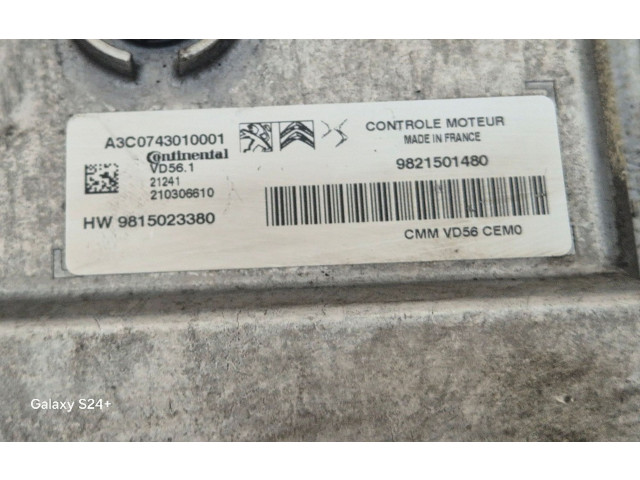 A3C0743010001
Continental
VD56.1
21241
210306610
HW 9815023380
CONTROLE MOTEUR
MADE IN FRANCE
9821501480
CMM VD56 CEM0
Galaxy S24+